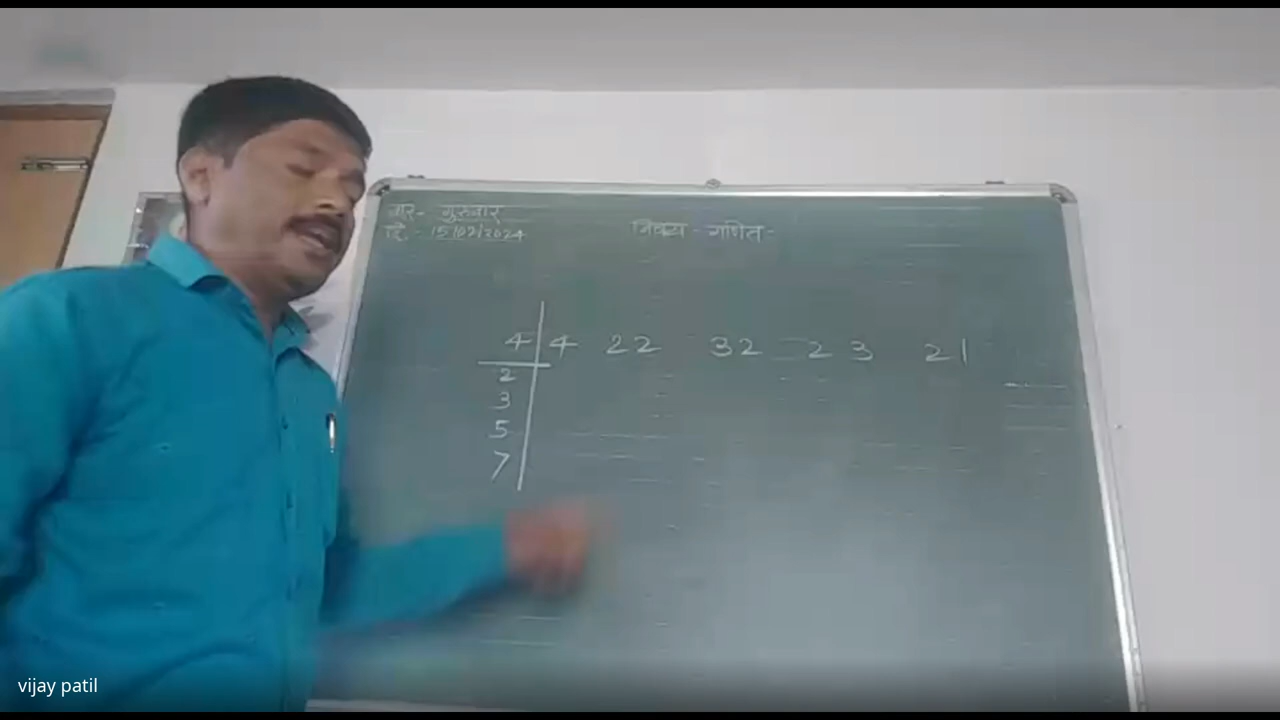 वार - गुरुवार
दि. - 15/02/2024
विषय - गणित -
4 4 22 32 23 21
2
3
5
7
vijay patil